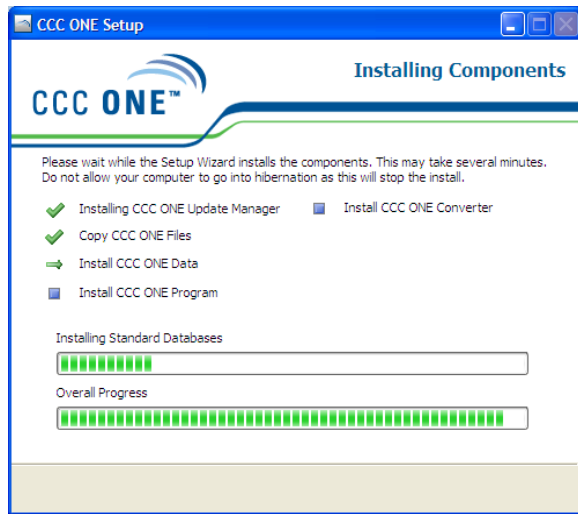 CCC ONE Setup
Installing Components
CCC ONE™
Please wait while the Setup Wizard installs the components. This may take several minutes.
Do not allow your computer to go into hibernation as this will stop the install.
Installing CCC ONE Update Manager
Install CCC ONE Converter
Copy CCC ONE Files
Install CCC ONE Data
Install CCC ONE Program
Installing Standard Databases
Overall Progress